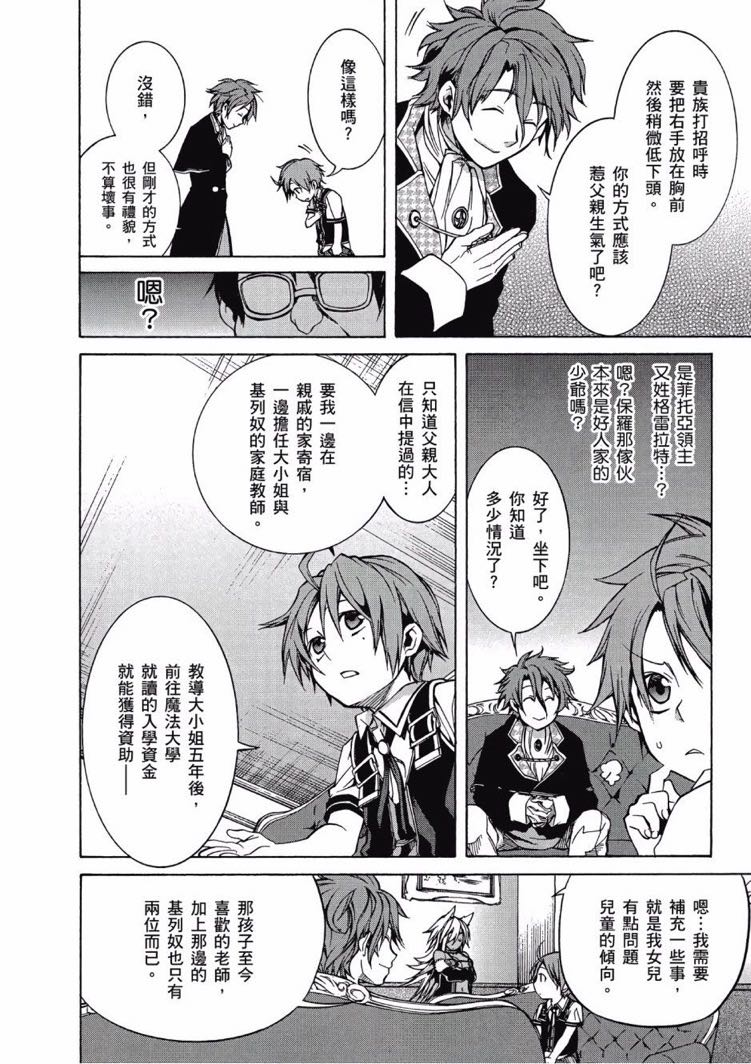 貴族打招呼時
要把右手放在胸前
然後稍微低下頭。
你的方式應該
惹父親生氣了吧?
像這樣嗎?
沒錯,
但剛才的方式
也很有禮貌,
不算壞事。
嗯?
是菲托亞領主
又姓格雷拉特…?
嗯?保羅那傢伙
本來是好人家的
少爺嗎?
好了,坐下吧。
你知道
多少情況了?
只知道父親大人
在信中提過的…
要我一邊在
親戚的家寄宿,
一邊擔任大小姐與
基列奴的家庭教師。
教導大小姐五年後,
前往魔法大學
就讀的入學資金
就能獲得資助──
嗯…我需要
補充一些事,
就是我女兒
有點問題
兒童的傾向。
那孩子至今
喜歡的老師,
加上那邊的
基列奴也只有
兩位而已。